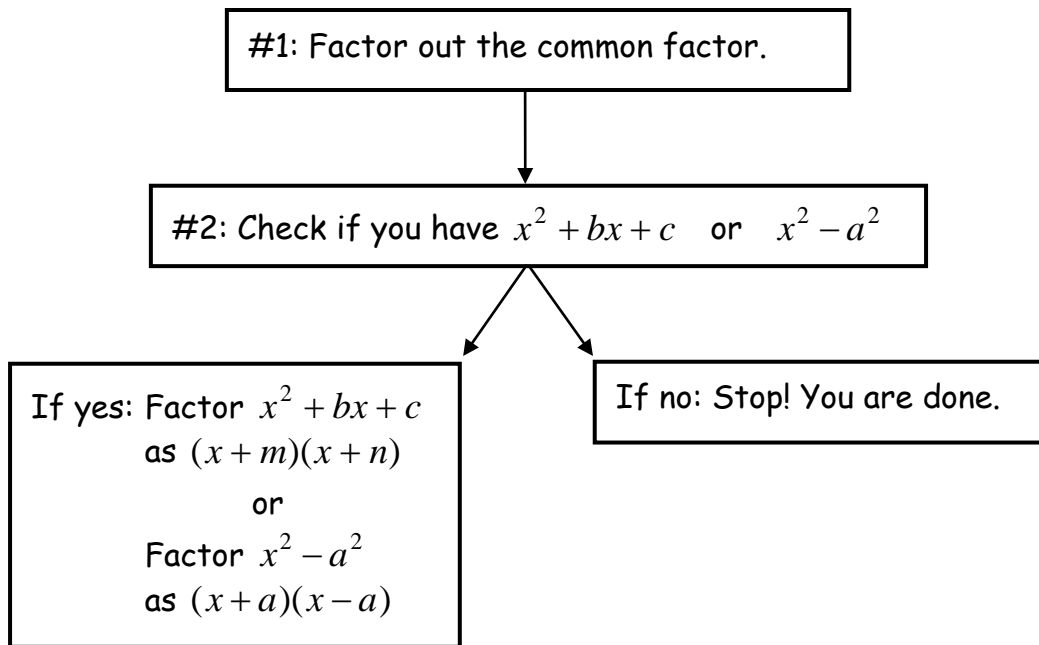 #1: Factor out the common factor.
#2: Check if you have x² + bx + c or x² − a²
If yes: Factor x² + bx + c
as (x + m)(x + n)
or
Factor x² − a²
as (x + a)(x − a)
If no: Stop! You are done.